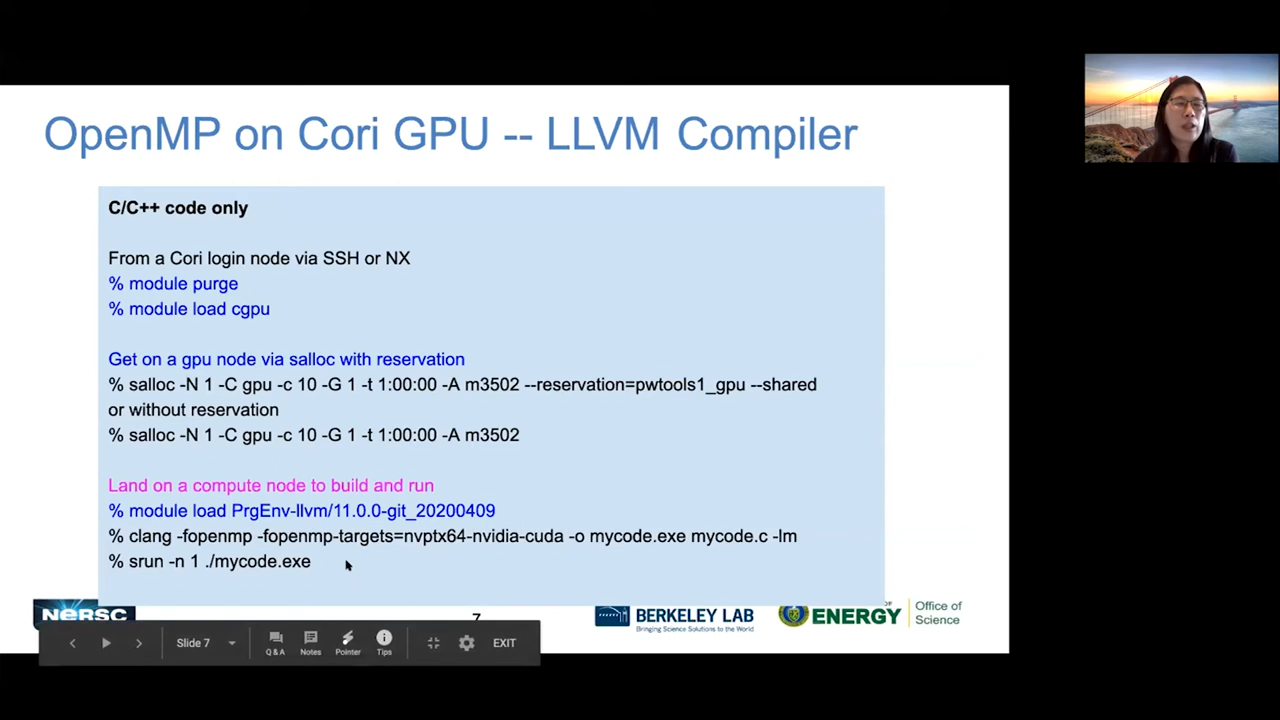 OpenMP on Cori GPU -- LLVM Compiler
C/C++ code only
From a Cori login node via SSH or NX
% module purge
% module load cgpu
Get on a gpu node via salloc with reservation
% salloc -N 1 -C gpu -c 10 -G 1 -t 1:00:00 -A m3502 --reservation=pwtools1_gpu --shared
or without reservation
% salloc -N 1 -C gpu -c 10 -G 1 -t 1:00:00 -A m3502
Land on a compute node to build and run
% module load PrgEnv-llvm/11.0.0-git_20200409
% clang -fopenmp -fopenmp-targets=nvptx64-nvidia-cuda -o mycode.exe mycode.c -lm
% srun -n 1 ./mycode.exe
NERSC
7
BERKELEY LAB
Bringing Science Solutions to the World
ENERGY
Office of
Science
Slide 7
Q & A
Notes
Pointer
Tips
EXIT